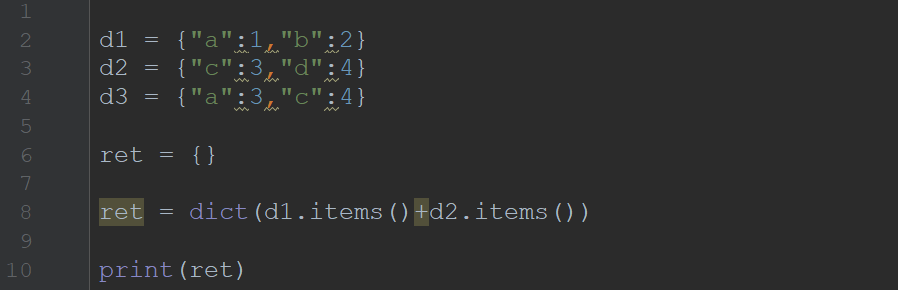 1
2 d1 = {"a":1,"b":2}
3 d2 = {"c":3,"d":4}
4 d3 = {"a":3,"c":4}
5
6 ret = {}
7
8 ret = dict(d1.items()+d2.items())
9
10 print(ret)